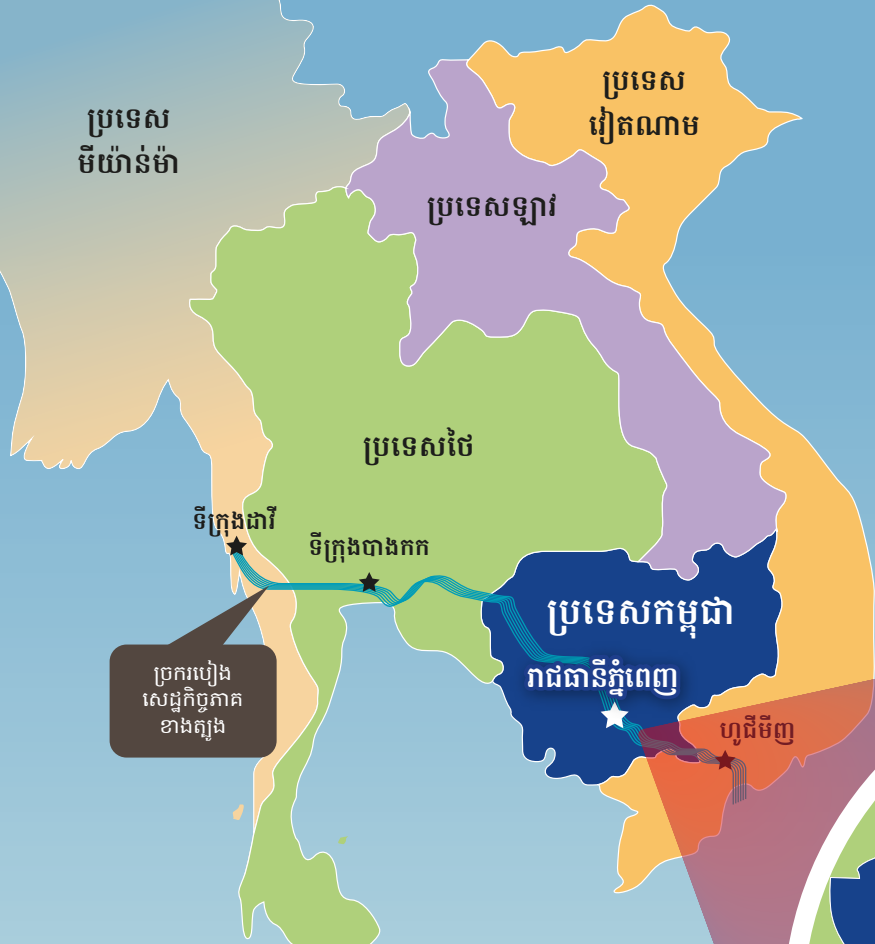 ប្រទេស
មីយ៉ាន់ម៉ា
ប្រទេស
វៀតណាម
ប្រទេសឡាវ
ប្រទេសថៃ
ទីក្រុងដាវី
ទីក្រុងបាងកក
ប្រទេសកម្ពុជា
រាជធានីភ្នំពេញ
ច្រករបៀង
សេដ្ឋកិច្ចភាគ
ខាងត្បូង
ហូជីមីញ